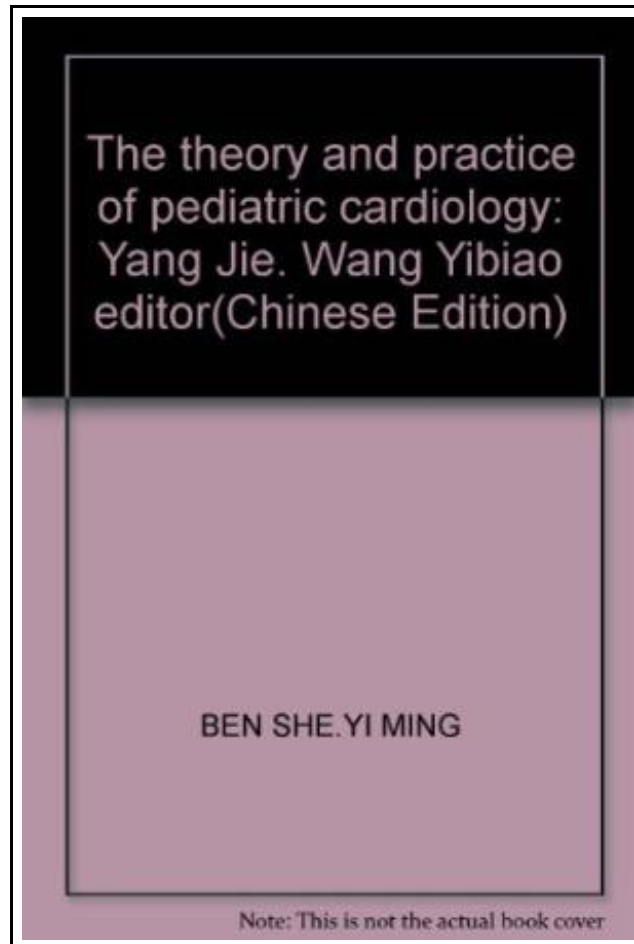 The theory and practice
of pediatric cardiology:
Yang Jie. Wang Yibiao
editor(Chinese Edition)
BEN SHE.YI MING
Note: This is not the actual book cover